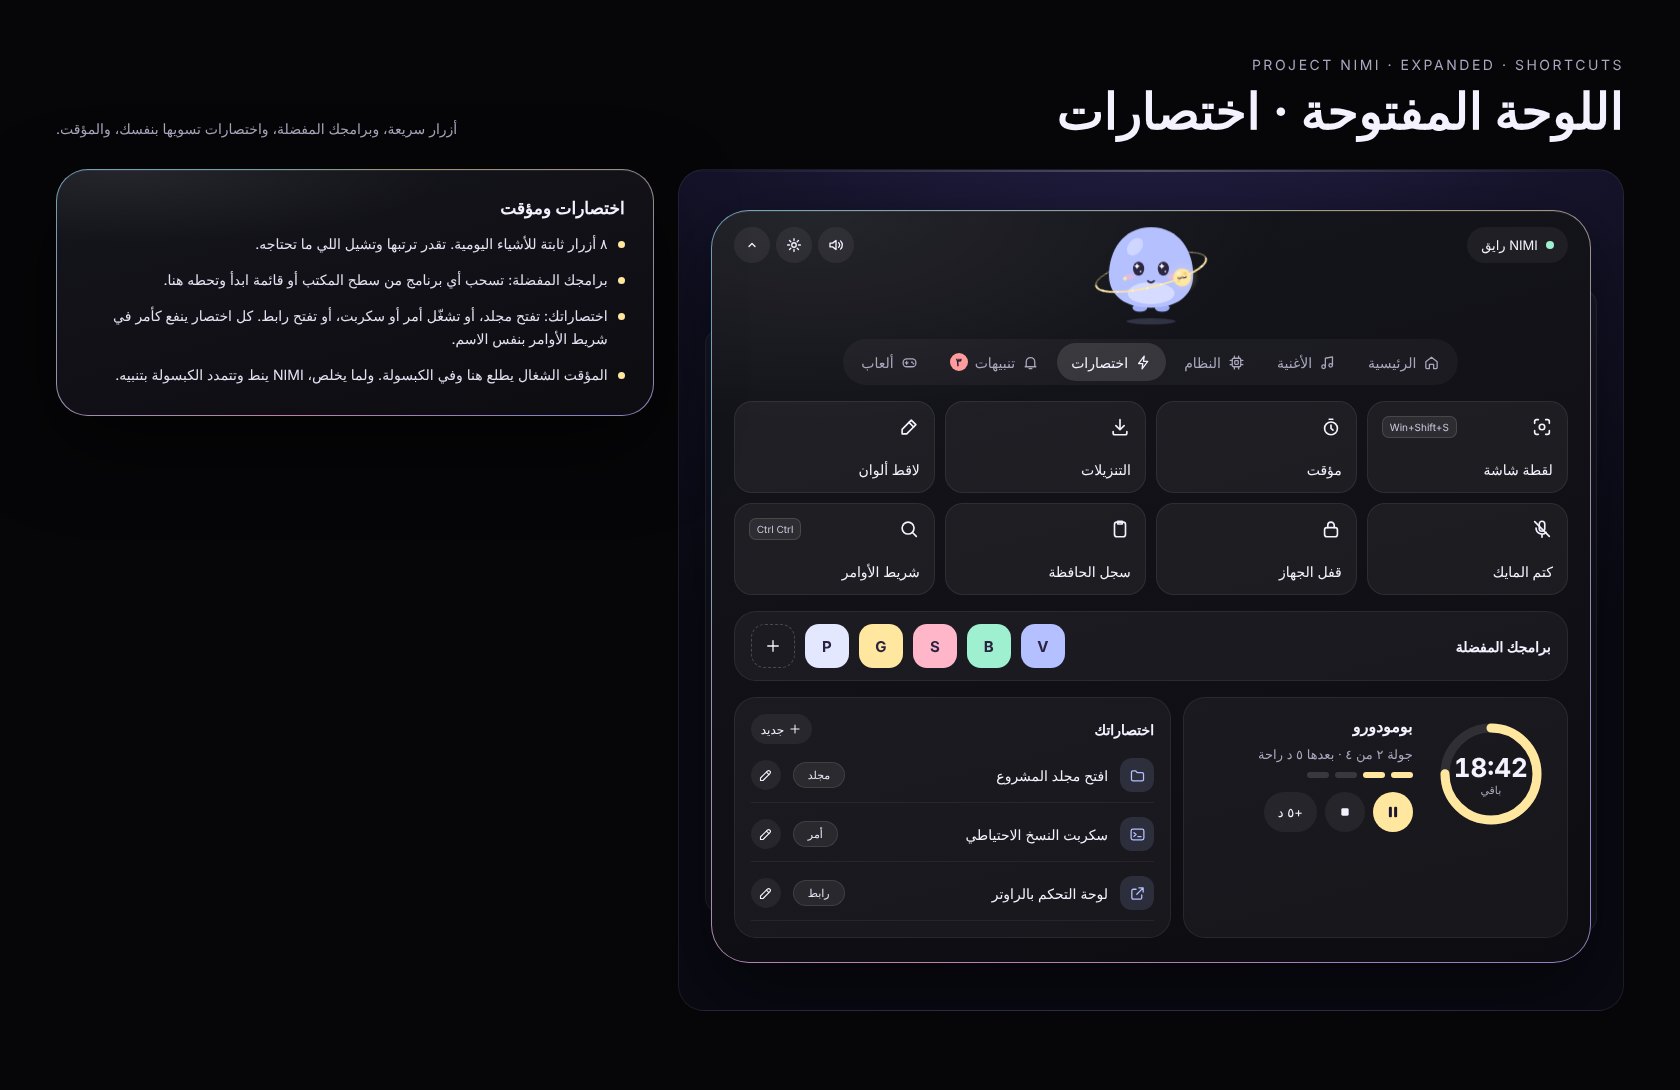 PROJECT NIMI · EXPANDED · SHORTCUTS
اللوحة المفتوحة · اختصارات
أزرار سريعة، وبرامجك المفضلة، واختصارات تسويها بنفسك، والمؤقت.
NIMI رايق
الرئيسية
الأغنية
النظام
اختصارات
تنبيهات ٣
ألعاب
Win+Shift+S
لقطة شاشة
مؤقت
التنزيلات
لاقط ألوان
كتم المايك
قفل الجهاز
سجل الحافظة
Ctrl Ctrl
شريط الأوامر
برامجك المفضلة
V
B
S
G
P
18:42
باقي
بومودورو
جولة ٢ من ٤ · بعدها ٥ د راحة
+٥ د
اختصاراتك
جديد
افتح مجلد المشروع
مجلد
سكربت النسخ الاحتياطي
أمر
لوحة التحكم بالراوتر
رابط
اختصارات ومؤقت
٨ أزرار ثابتة للأشياء اليومية. تقدر ترتبها وتشيل اللي ما تحتاجه.
برامجك المفضلة: تسحب أي برنامج من سطح المكتب أو قائمة ابدأ وتحطه هنا.
اختصاراتك: تفتح مجلد، أو تشغّل أمر أو سكربت، أو تفتح رابط. كل اختصار ينفع كأمر في
شريط الأوامر بنفس الاسم.
المؤقت الشغال يطلع هنا وفي الكبسولة. ولما يخلص، NIMI ينط وتتمدد الكبسولة بتنبيه.